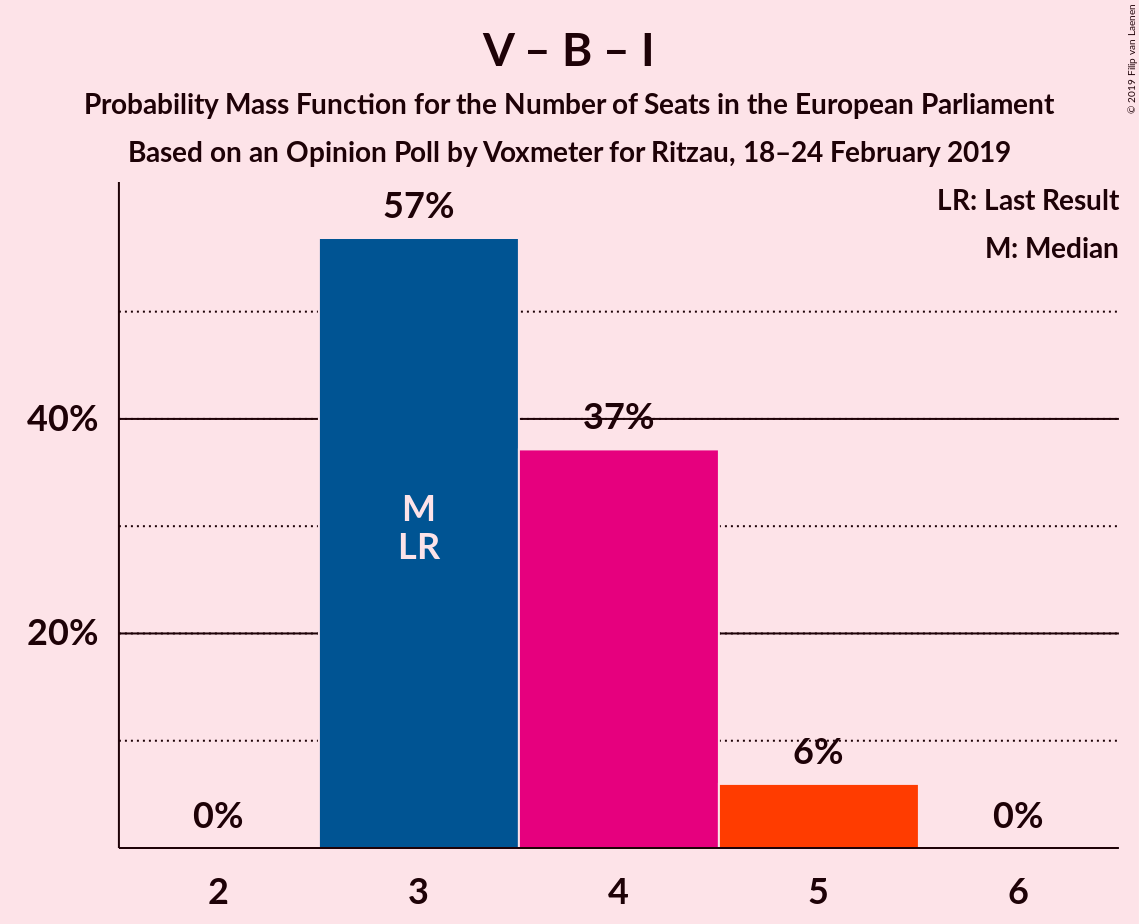 V – B – I
Probability Mass Function for the Number of Seats in the European Parliament
Based on an Opinion Poll by Voxmeter for Ritzau, 18–24 February 2019
© 2019 Filip van Laenen
LR: Last Result
M: Median
57%
40%
37%
M
LR
20%
6%
0%
0%
2
3
4
5
6